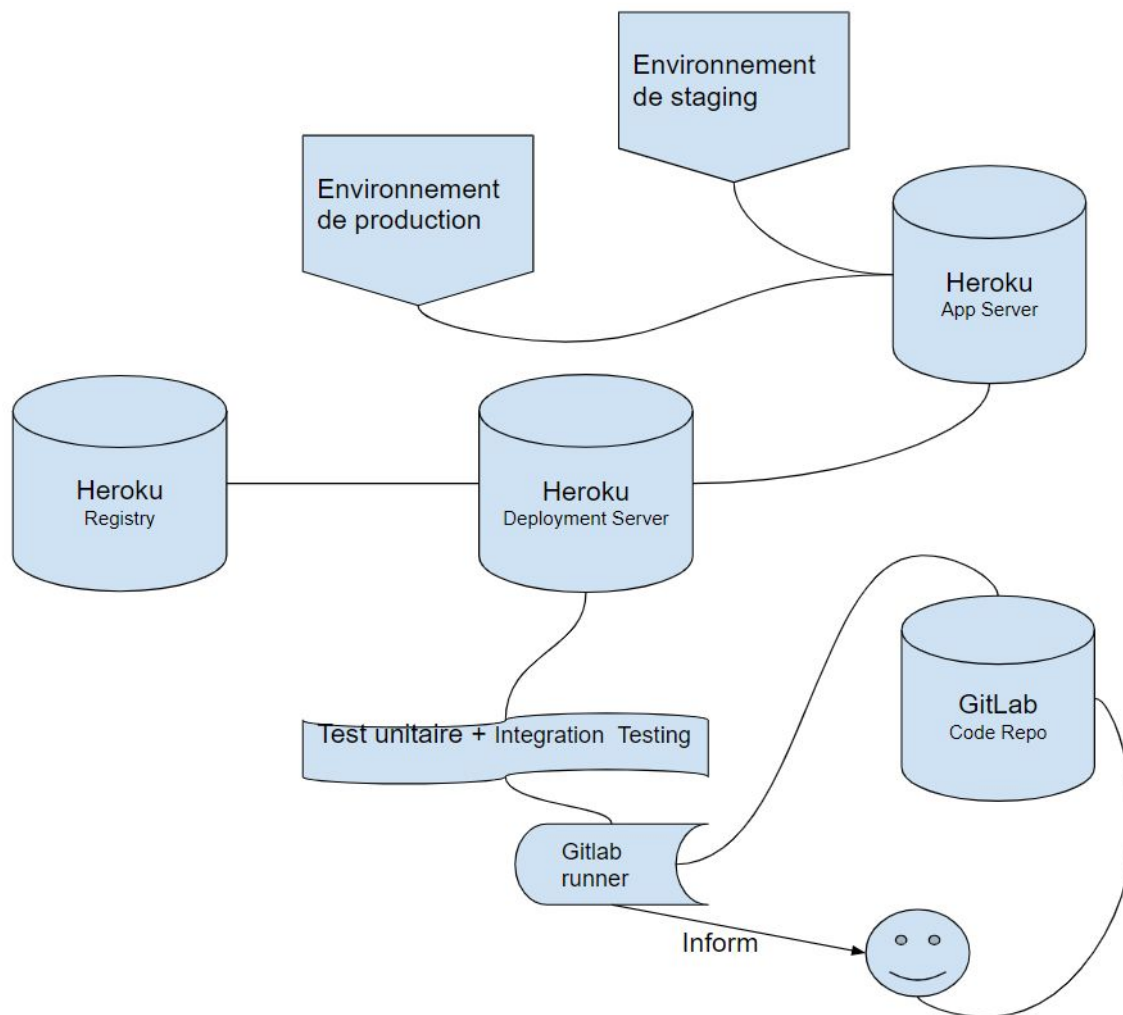 Environnement
de staging
Environnement
de production
Heroku
App Server
Heroku
Registry
Heroku
Deployment Server
GitLab
Code Repo
Test unitaire + Integration Testing
Gitlab
runner
Inform